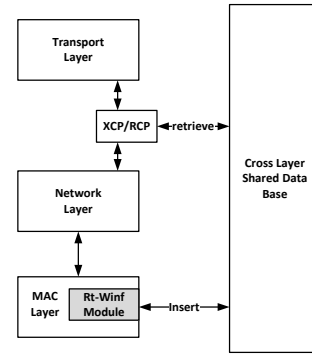 Transport
Layer
XCP/RCP
retrieve
Cross Layer
Shared Data
Base
Network
Layer
MAC
Layer
Rt-Winf
Module
Insert